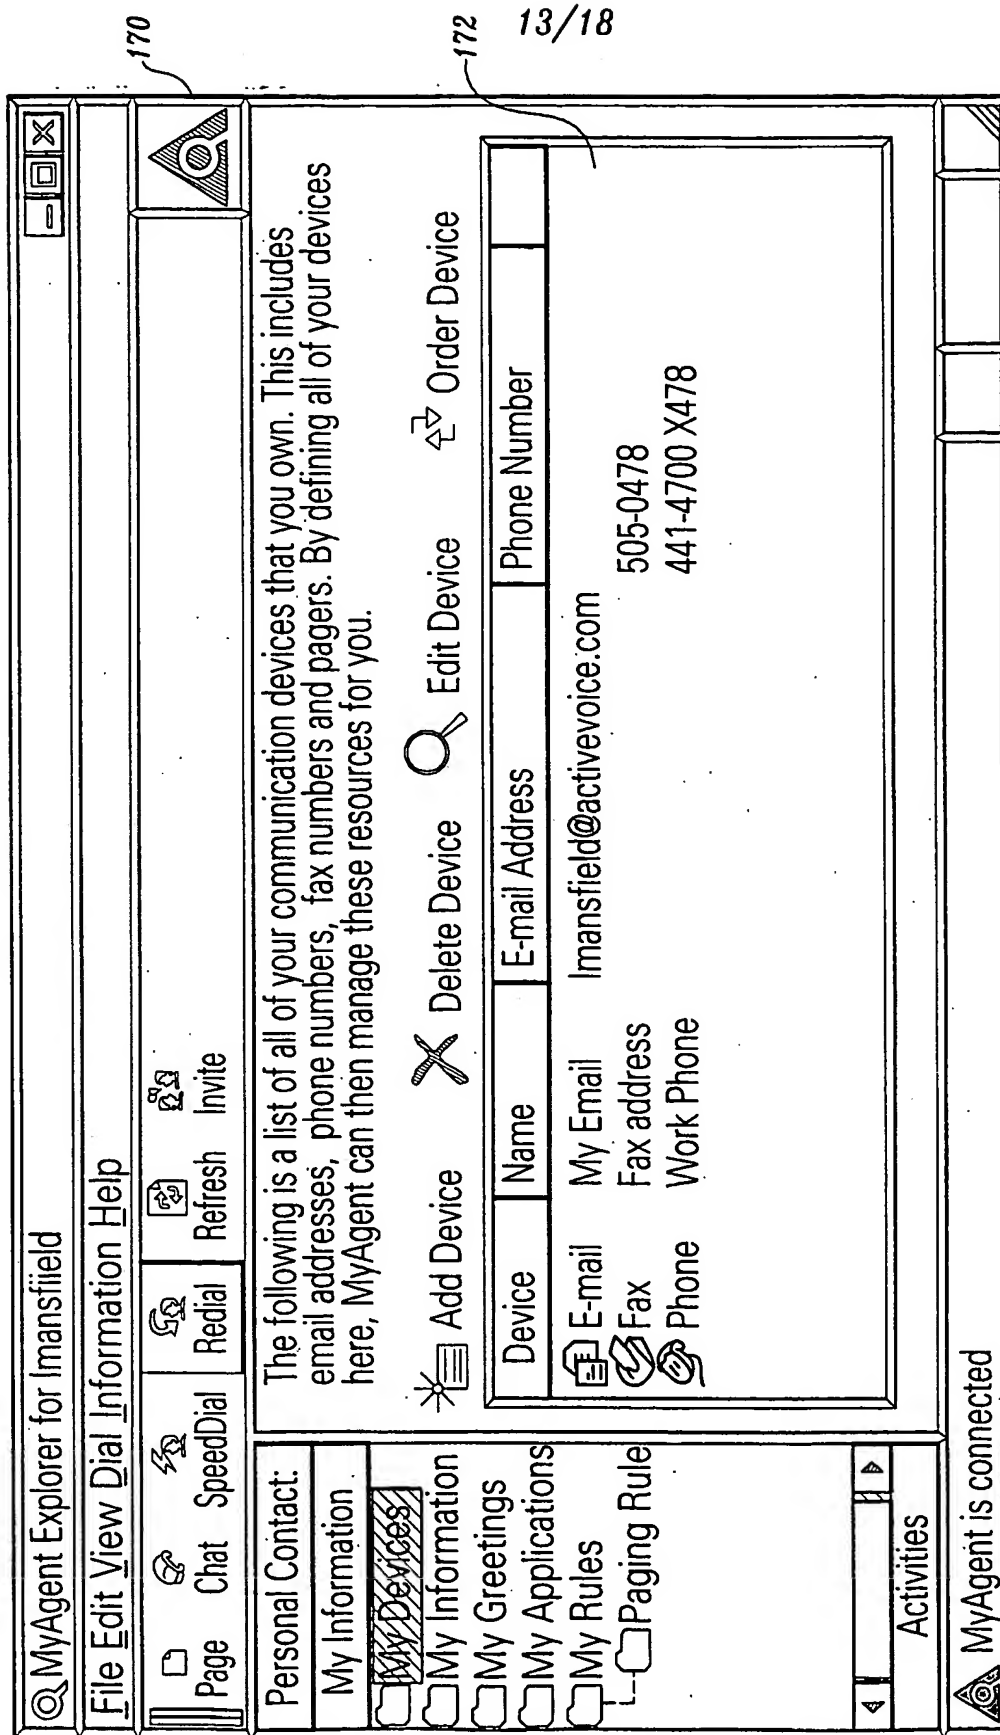 13/18
170
MyAgent Explorer for Imansfiield
File Edit View Dial Information Help
Page Chat SpeedDial Redial Refresh Invite
Personal Contact:
My Information
My Devices
My Information
My Greetings
My Applications
My Rules
Paging Rule
Activities
The following is a list of all of your communication devices that you own. This includes
email addresses, phone numbers, fax numbers and pagers. By defining all of your devices
here, MyAgent can then manage these resources for you.
Add Device Delete Device Edit Device Order Device
172
Device Name E-mail Address Phone Number
E-mail My Email Imansfield@activevoice.com
Fax Fax address 505-0478
Phone Work Phone 441-4700 X478
MyAgent is connected